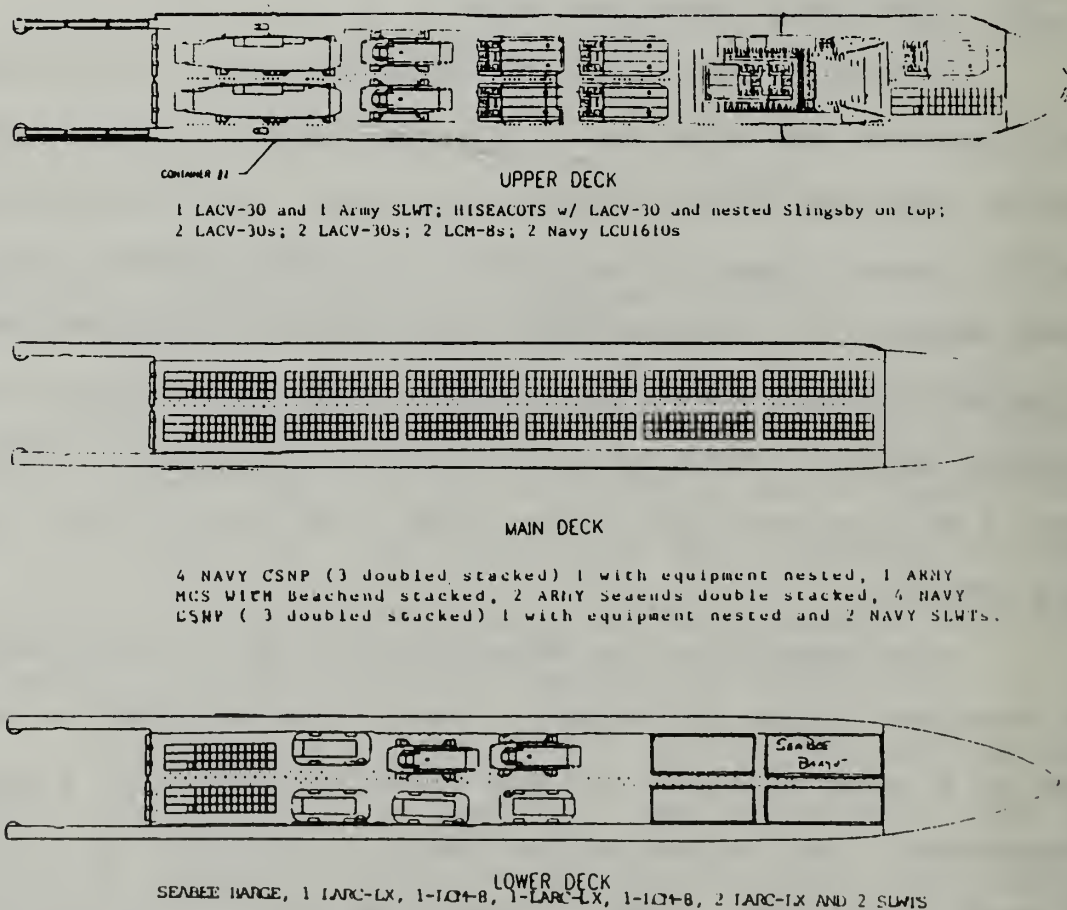 CONTAINER #1
UPPER DECK
1 LACV-30 and 1 Army SLWT; HISEACOTS w/ LACV-30 and nested Slingsby on top;
2 LACV-30s; 2 LACV-30s; 2 LCM-8s; 2 Navy LCU1610s
MAIN DECK
4 NAVY CSNP (3 doubled stacked) 1 with equipment nested, 1 ARMY
MCS WITH Beachend stacked, 2 ARMY Seaends double stacked, 4 NAVY
CSNP ( 3 doubled stacked) 1 with equipment nested and 2 NAVY SLWTs.
SEABEE
BARGE
LOWER DECK
SEABEE BARGE, 1 LARC-LX, 1-LCM-8, 1-LARC-LX, 1-LCM-8, 2 LARC-LX AND 2 SLWTS